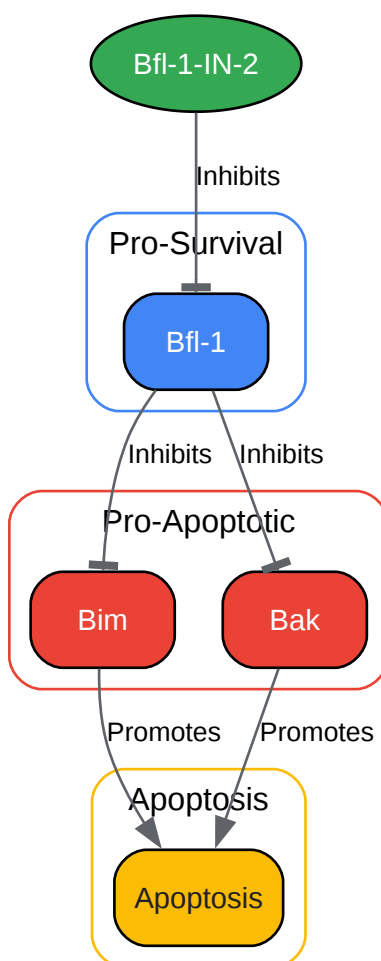 Bfl-1-IN-2
Inhibits
Pro-Survival
Bfl-1
Inhibits
Inhibits
Pro-Apoptotic
Bim
Bak
Promotes
Promotes
Apoptosis
Apoptosis